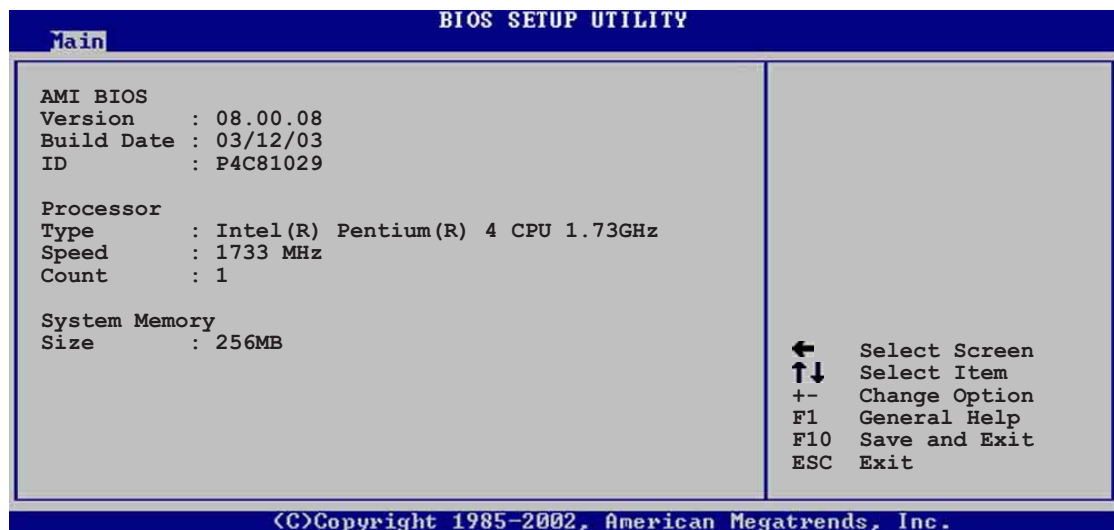 BIOS SETUP UTILITY
Main
AMI BIOS
Version : 08.00.08
Build Date : 03/12/03
ID : P4C81029
Processor
Type : Intel(R) Pentium(R) 4 CPU 1.73GHz
Speed : 1733 MHz
Count : 1
System Memory
Size : 256MB
← Select Screen
↑↓ Select Item
+- Change Option
F1 General Help
F10 Save and Exit
ESC Exit
(C)Copyright 1985-2002, American Megatrends, Inc.